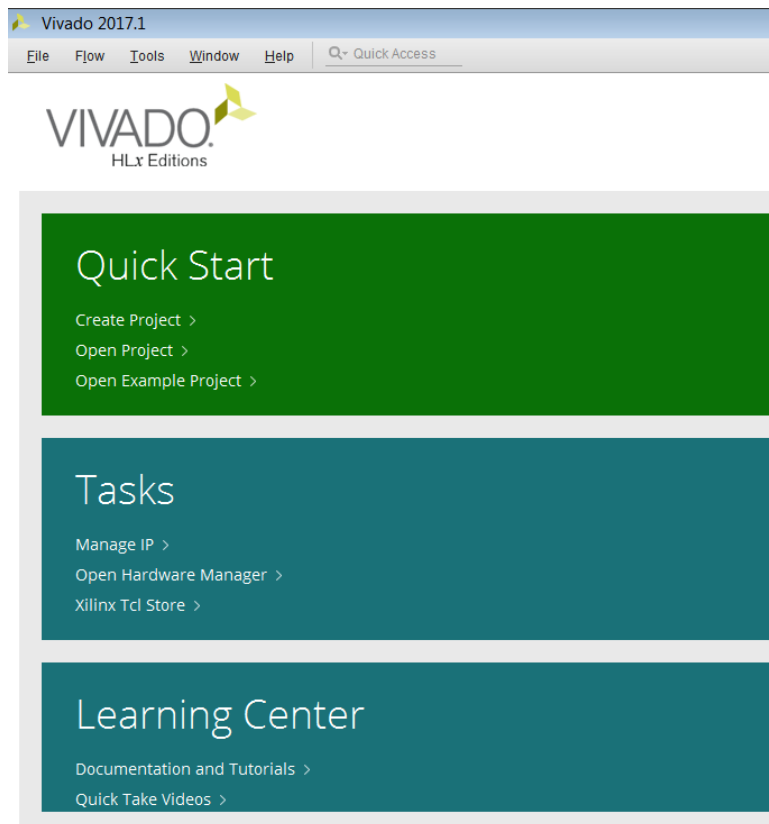 Vivado 2017.1
File Flow Tools Window Help Quick Access
VIVADO.
HLx Editions
Quick Start
Create Project >
Open Project >
Open Example Project >
Tasks
Manage IP >
Open Hardware Manager >
Xilinx Tcl Store >
Learning Center
Documentation and Tutorials >
Quick Take Videos >